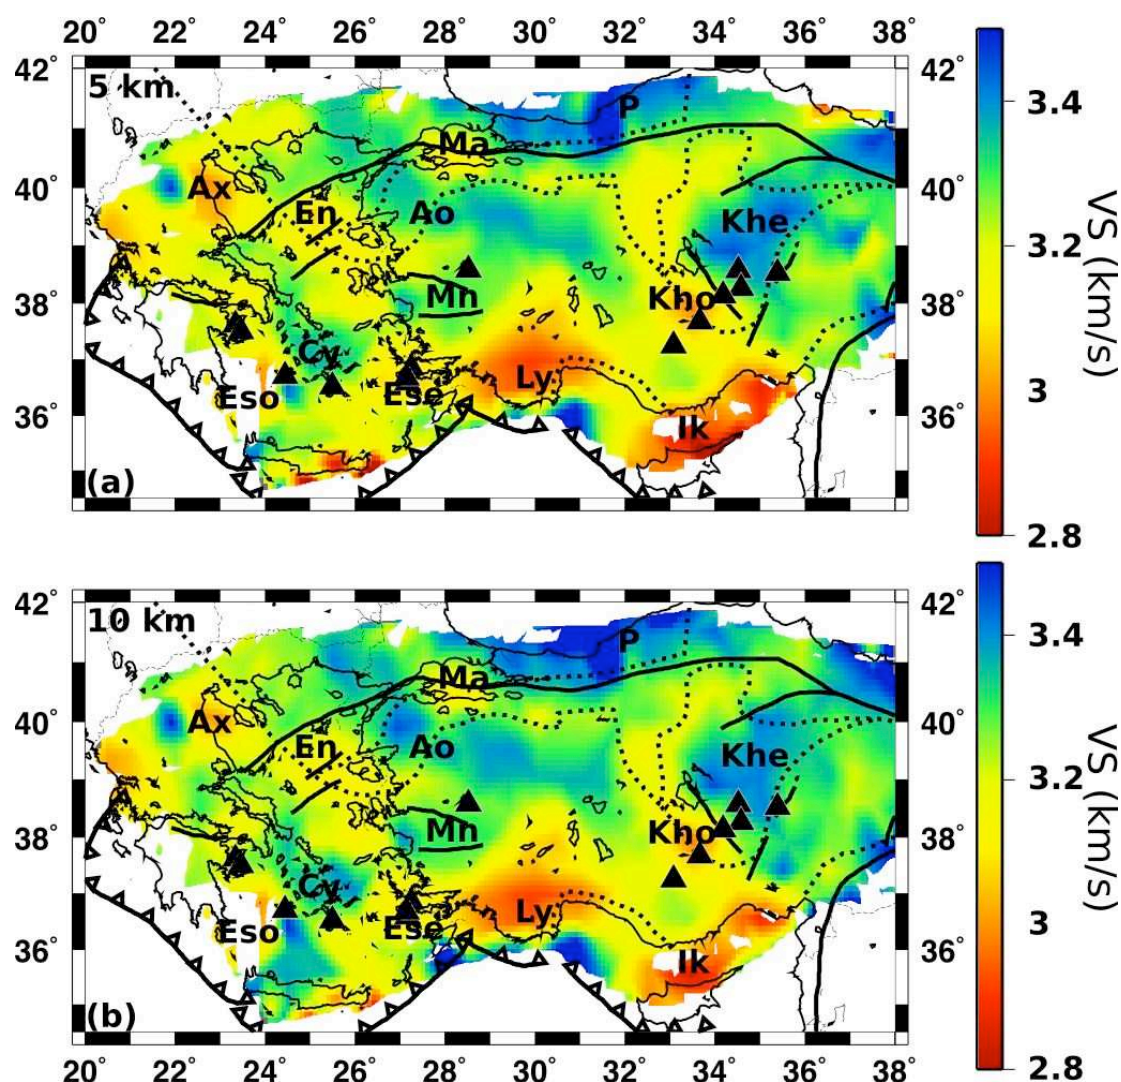 20 22 24 26 28 30 32 34 36 38
42° 5 km 42°
P
Ma
40° Ax 40°
En Ao Khe
38° Mn Kho 38°
Cy
Ly
Eso Ese
36° Ik 36°
(a)
3.4
3.2
3
2.8
VS (km/s)
42° 10 km 42°
P
Ma
40° Ax 40°
En Ao Khe
38° Mn Kho 38°
Cy
Ly
Eso Ese
36° Ik 36°
(b)
20 22 24 26 28 30 32 34 36 38
3.4
3.2
3
2.8
VS (km/s)